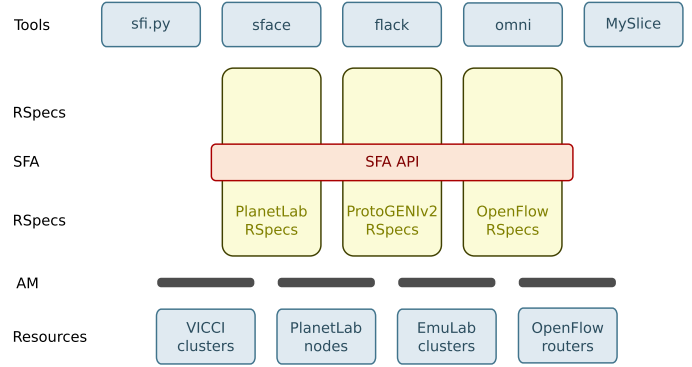 Tools
sfi.py
sface
flack
omni
MySlice
RSpecs
SFA
SFA API
RSpecs
PlanetLab
RSpecs
ProtoGENIv2
RSpecs
OpenFlow
RSpecs
AM
Resources
VICCI
clusters
PlanetLab
nodes
EmuLab
clusters
OpenFlow
routers